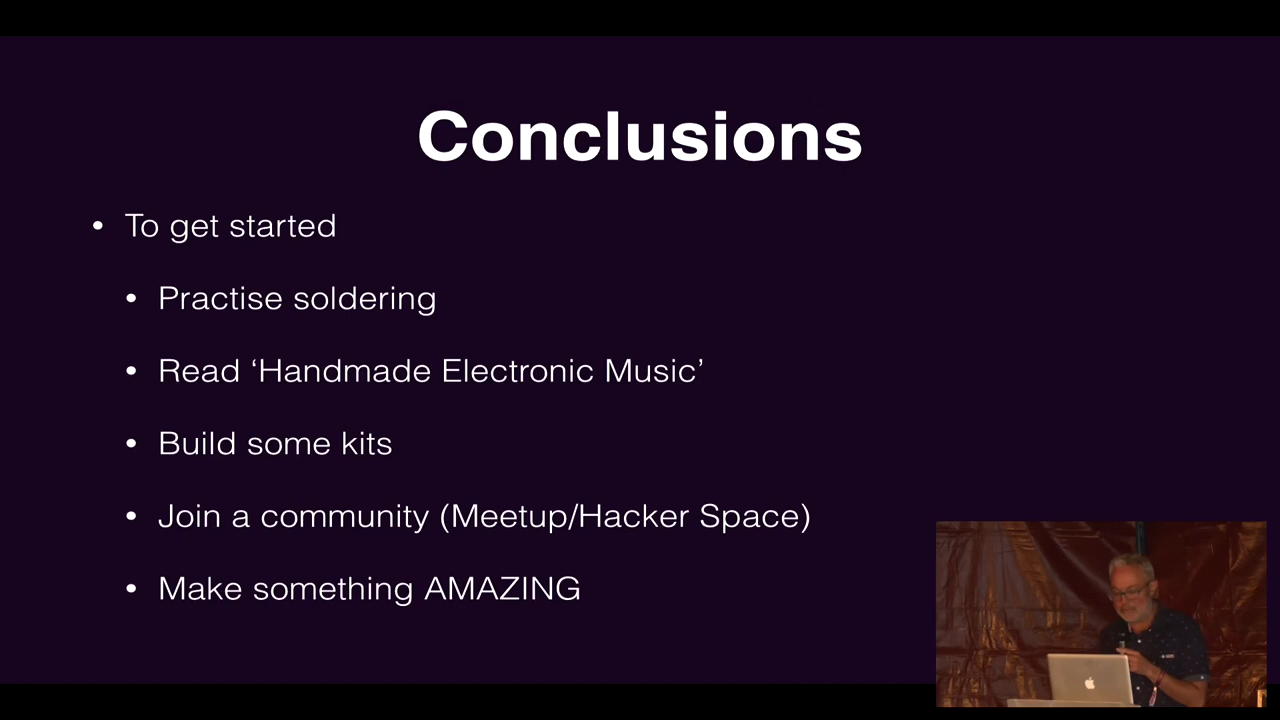 Conclusions
• To get started
• Practise soldering
• Read ‘Handmade Electronic Music’
• Build some kits
• Join a community (Meetup/Hacker Space)
• Make something AMAZING